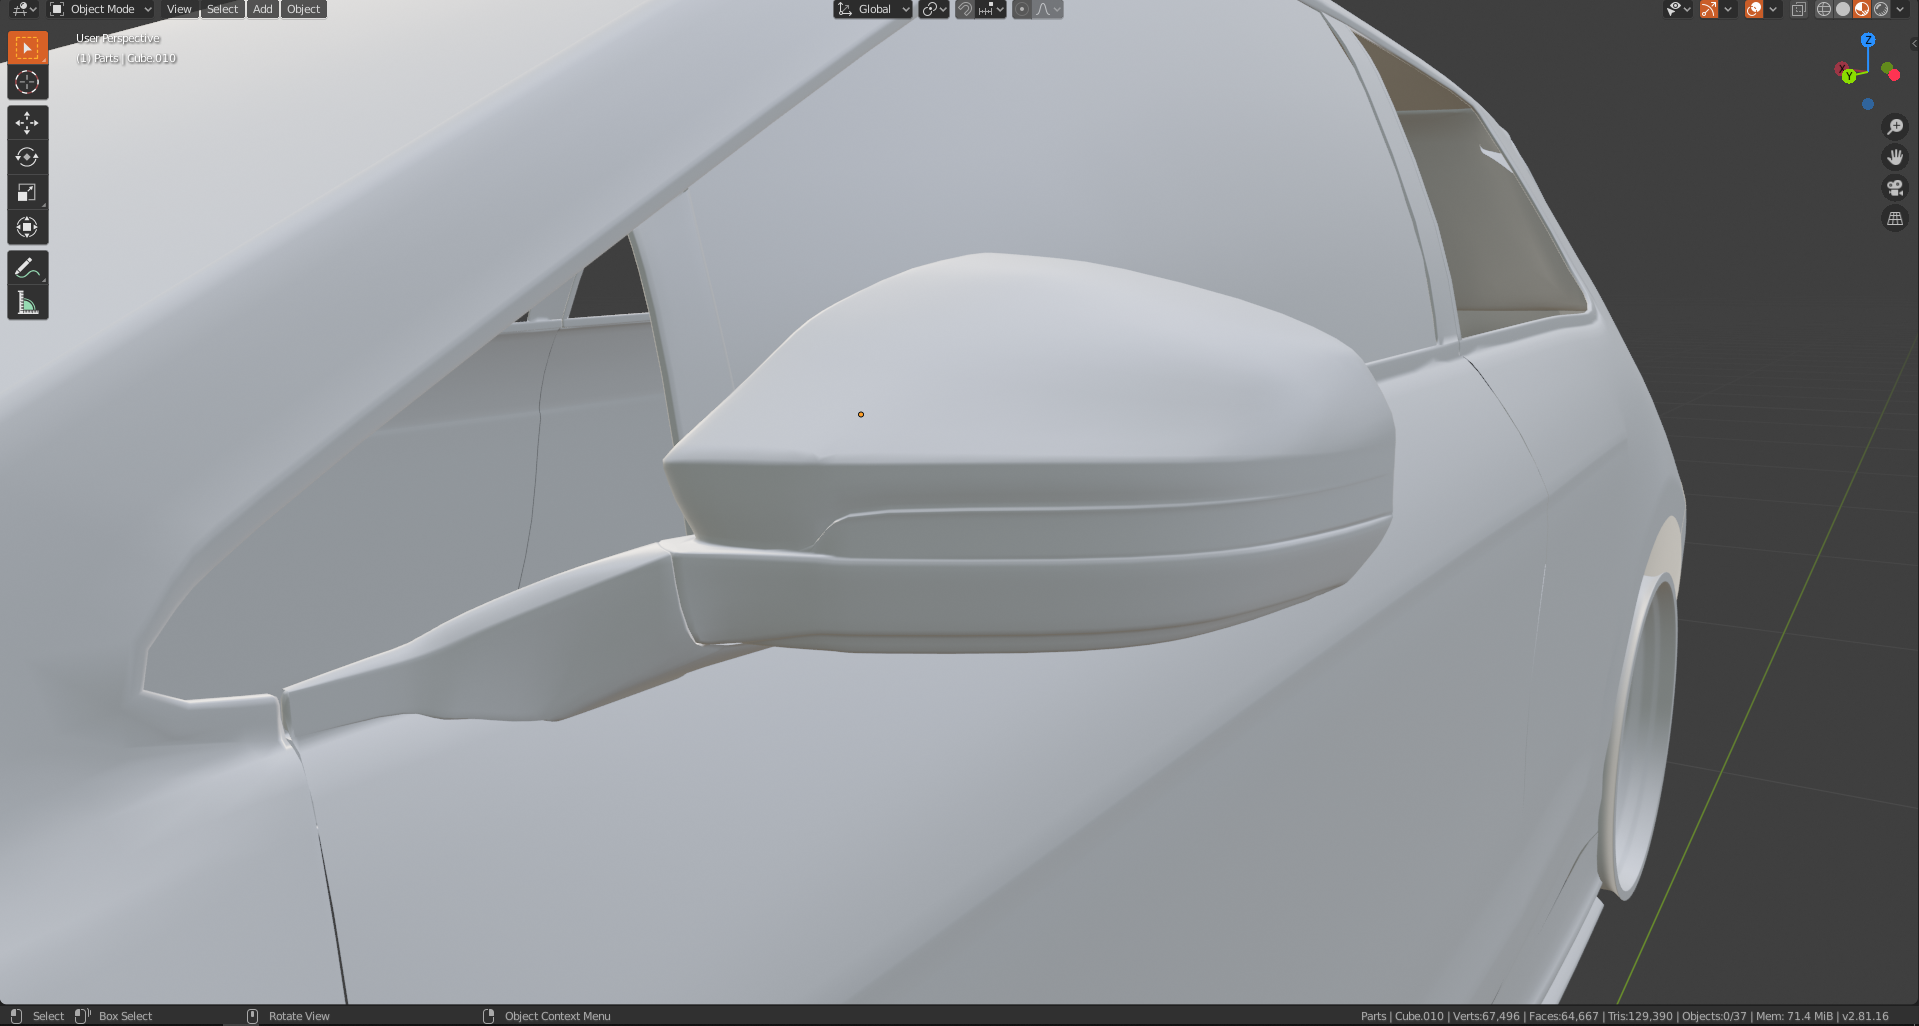 Object Mode View Select Add Object Global
User Perspective
(1) Parts | Cube.010
Z
X
Y
Select Box Select Rotate View Object Context Menu Parts | Cube.010 | Verts:67,496 | Faces:64,667 | Tris:129,390 | Objects:0/37 | Mem: 71.4 MiB | v2.81.16